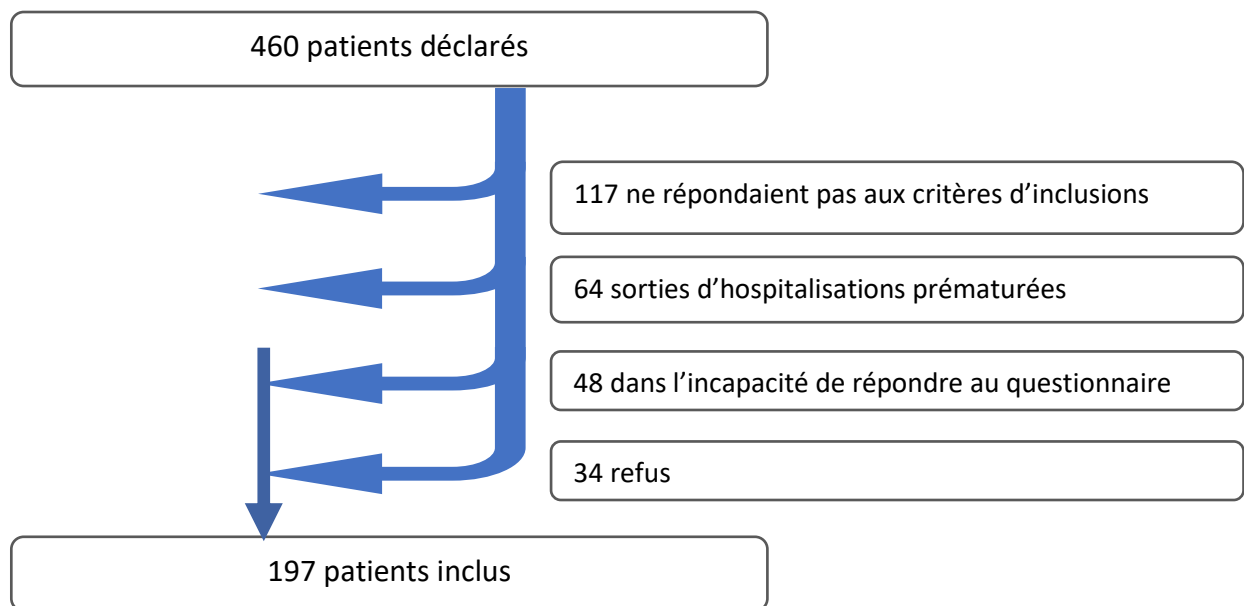 460 patients déclarés
117 ne répondaient pas aux critères d’inclusions
64 sorties d’hospitalisations prématurées
48 dans l’incapacité de répondre au questionnaire
34 refus
197 patients inclus